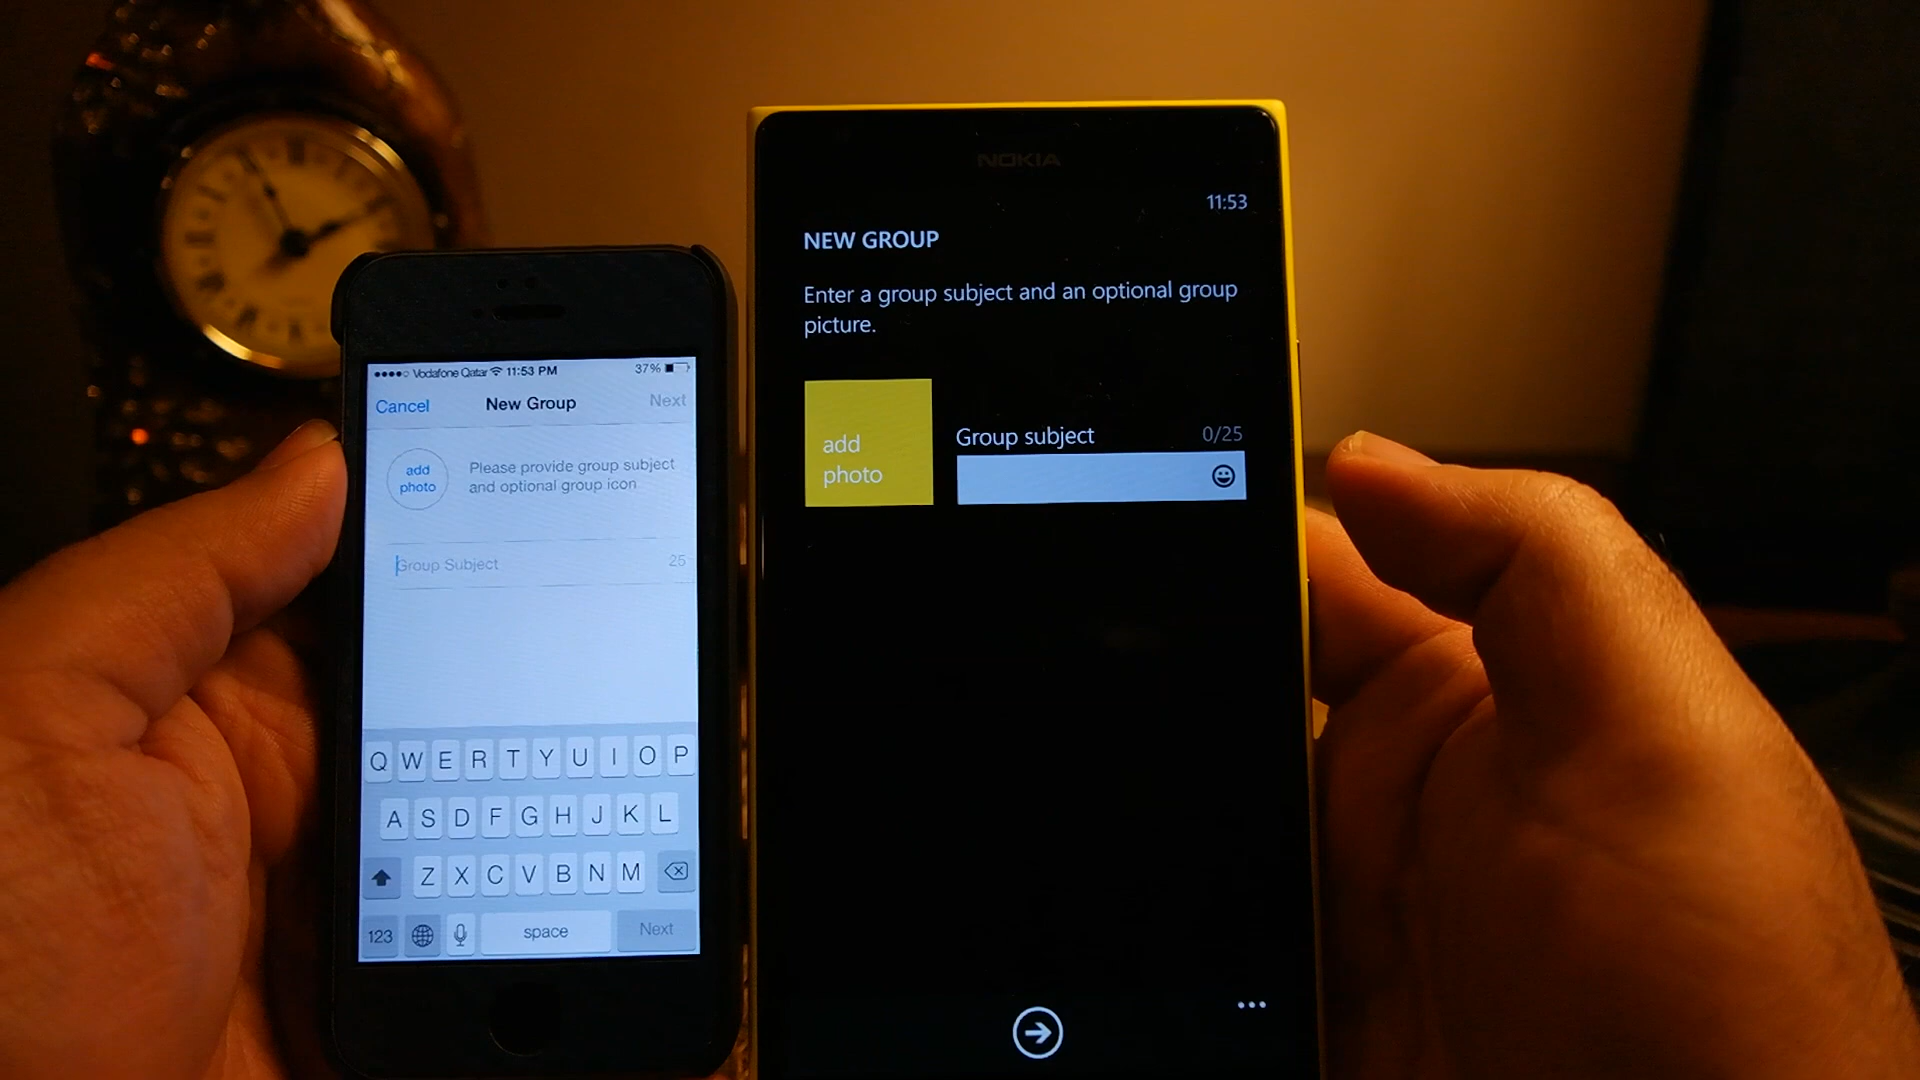 Vodafone Qatar 11:53 PM 37%
Cancel New Group Next
add
photo
Please provide group subject
and optional group icon
Group Subject 25
Q W E R T Y U I O P
A S D F G H J K L
Z X C V B N M
123 space Next
NOKIA
11:53
NEW GROUP
Enter a group subject and an optional group
picture.
add
photo
Group subject 0/25